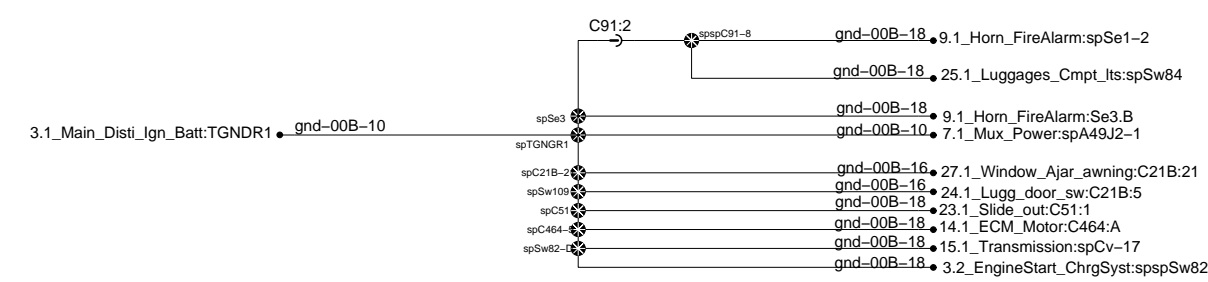 C91:2
spspC91–8
gnd–00B–18
9.1_Horn_FireAlarm:spSe1–2
gnd–00B–18
25.1_Luggages_Cmpt_lts:spSw84
spSe3
gnd–00B–18
9.1_Horn_FireAlarm:Se3.B
3.1_Main_Disti_Ign_Batt:TGNDR1
gnd–00B–10
spTGNGR1
gnd–00B–10
7.1_Mux_Power:spA49J2–1
spC21B–2
gnd–00B–16
27.1_Window_Ajar_awning:C21B:21
spSw109
gnd–00B–16
24.1_Lugg_door_sw:C21B:5
spC51
gnd–00B–18
23.1_Slide_out:C51:1
spC464–
gnd–00B–18
14.1_ECM_Motor:C464:A
spSw82–D
gnd–00B–18
15.1_Transmission:spCv–17
gnd–00B–18
3.2_EngineStart_ChrgSyst:spspSw82